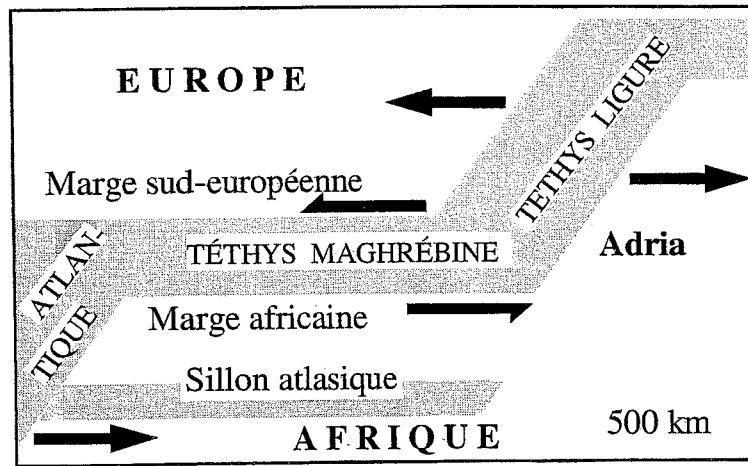 EUROPE
TETHYS LIGURE
Marge sud-européenne
ATLAN-
TIQUE
TÉTHYS MAGHRÉBINE
Adria
Marge africaine
Sillon atlasique
AFRIQUE
500 km